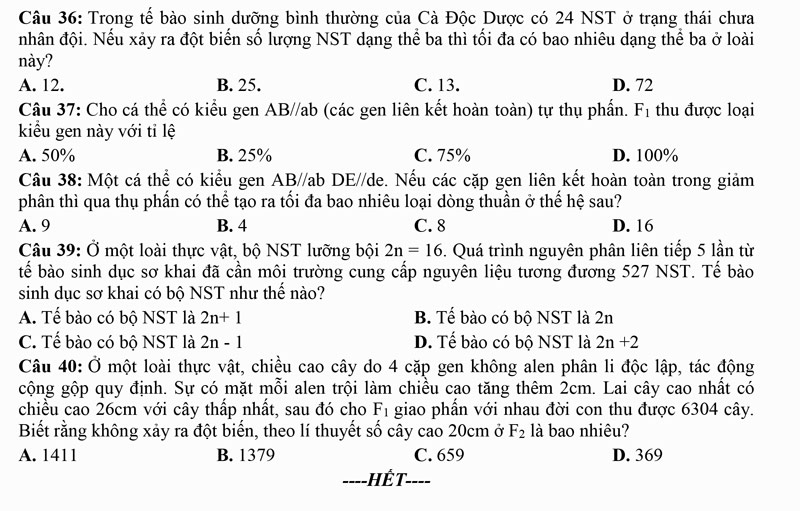 Câu 36: Trong tế bào sinh dưỡng bình thường của Cà Độc Dược có 24 NST ở trạng thái chưa
nhân đội. Nếu xảy ra đột biến số lượng NST dạng thể ba thì tối đa có bao nhiêu dạng thể ba ở loài
này?
A. 12. B. 25. C. 13. D. 72
Câu 37: Cho cá thể có kiểu gen AB//ab (các gen liên kết hoàn toàn) tự thụ phấn. F₁ thu được loại
kiểu gen này với tỉ lệ
A. 50% B. 25% C. 75% D. 100%
Câu 38: Một cá thể có kiểu gen AB//ab DE//de. Nếu các cặp gen liên kết hoàn toàn trong giảm
phân thì qua thụ phấn có thể tạo ra tối đa bao nhiêu loại dòng thuần ở thế hệ sau?
A. 9 B. 4 C. 8 D. 16
Câu 39: Ở một loài thực vật, bộ NST lưỡng bội 2n = 16. Quá trình nguyên phân liên tiếp 5 lần từ
tế bào sinh dục sơ khai đã cần môi trường cung cấp nguyên liệu tương đương 527 NST. Tế bào
sinh dục sơ khai có bộ NST như thế nào?
A. Tế bào có bộ NST là 2n+ 1 B. Tế bào có bộ NST là 2n
C. Tế bào có bộ NST là 2n - 1 D. Tế bào có bộ NST là 2n +2
Câu 40: Ở một loài thực vật, chiều cao cây do 4 cặp gen không alen phân li độc lập, tác động
cộng gộp quy định. Sự có mặt mỗi alen trội làm chiều cao tăng thêm 2cm. Lai cây cao nhất có
chiều cao 26cm với cây thấp nhất, sau đó cho F₁ giao phấn với nhau đời con thu được 6304 cây.
Biết rằng không xảy ra đột biến, theo lí thuyết số cây cao 20cm ở F₂ là bao nhiêu?
A. 1411 B. 1379 C. 659 D. 369
----HẾT----